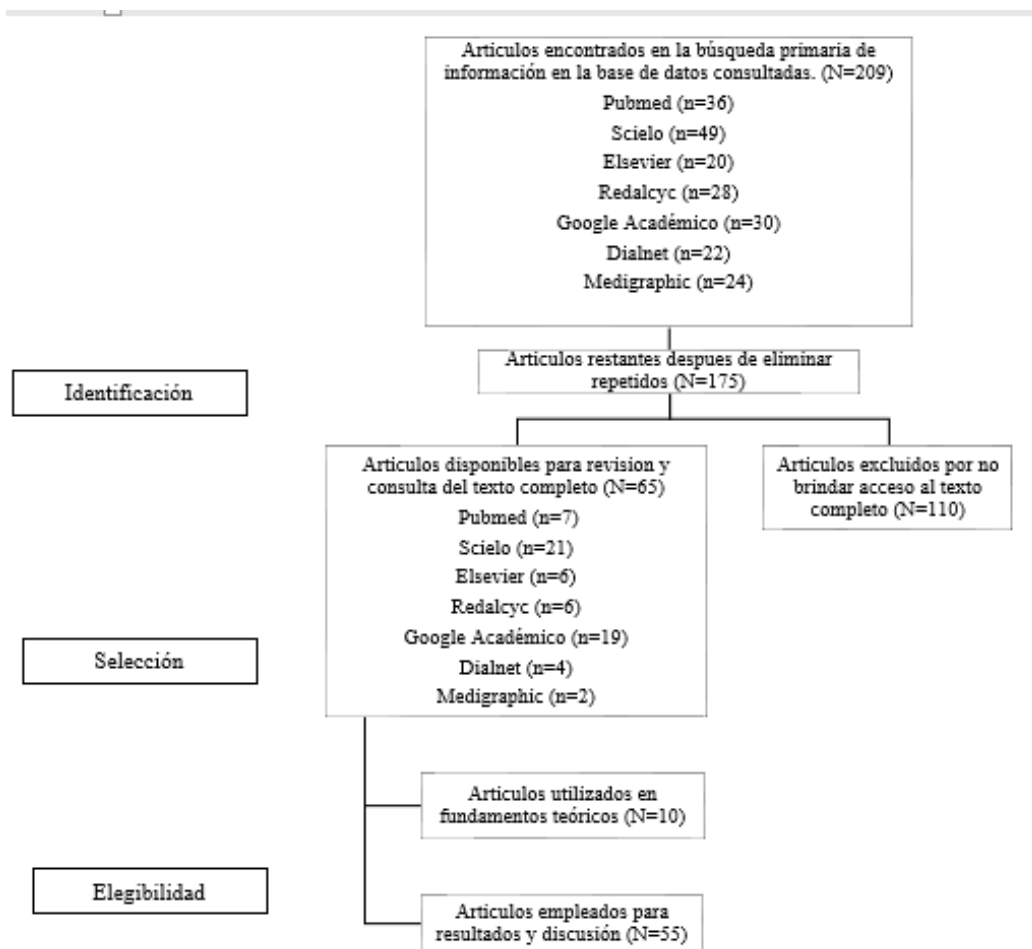 Articulos encontrados en la búsqueda primaria de
información en la base de datos consultadas. (N=209)
Pubmed (n=36)
Scielo (n=49)
Elsevier (n=20)
Redalcyc (n=28)
Google Académico (n=30)
Dialnet (n=22)
Medigraphic (n=24)
Identificación
Articulos restantes despues de eliminar
repetidos (N=175)
Articulos disponibles para revision y
consulta del texto completo (N=65)
Pubmed (n=7)
Scielo (n=21)
Elsevier (n=6)
Redalcyc (n=6)
Google Académico (n=19)
Dialnet (n=4)
Medigraphic (n=2)
Articulos excluidos por no
brindar acceso al texto
completo (N=110)
Selección
Articulos utilizados en
fundamentos teóricos (N=10)
Elegibilidad
Articulos empleados para
resultados y discusión (N=55)